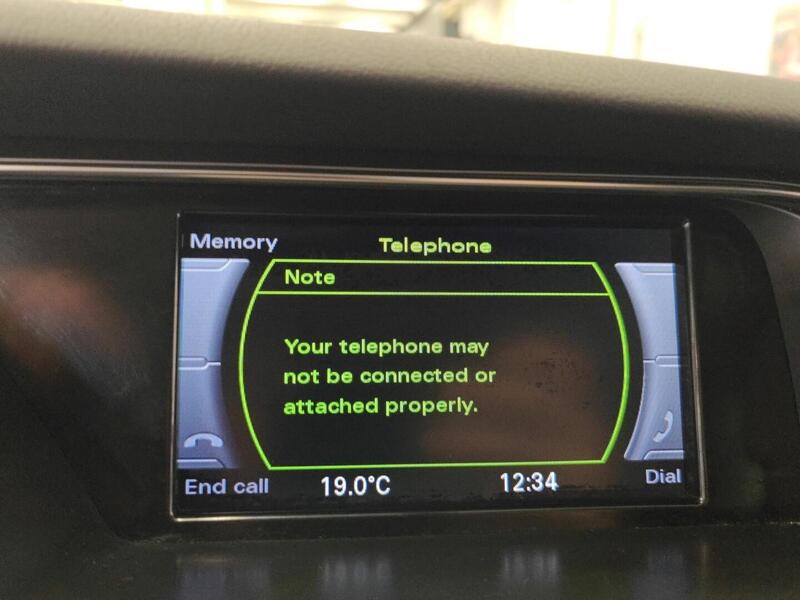 Memory
Telephone
Note
Your telephone may
not be connected or
attached properly.
End call
19.0°C
12:34
Dial